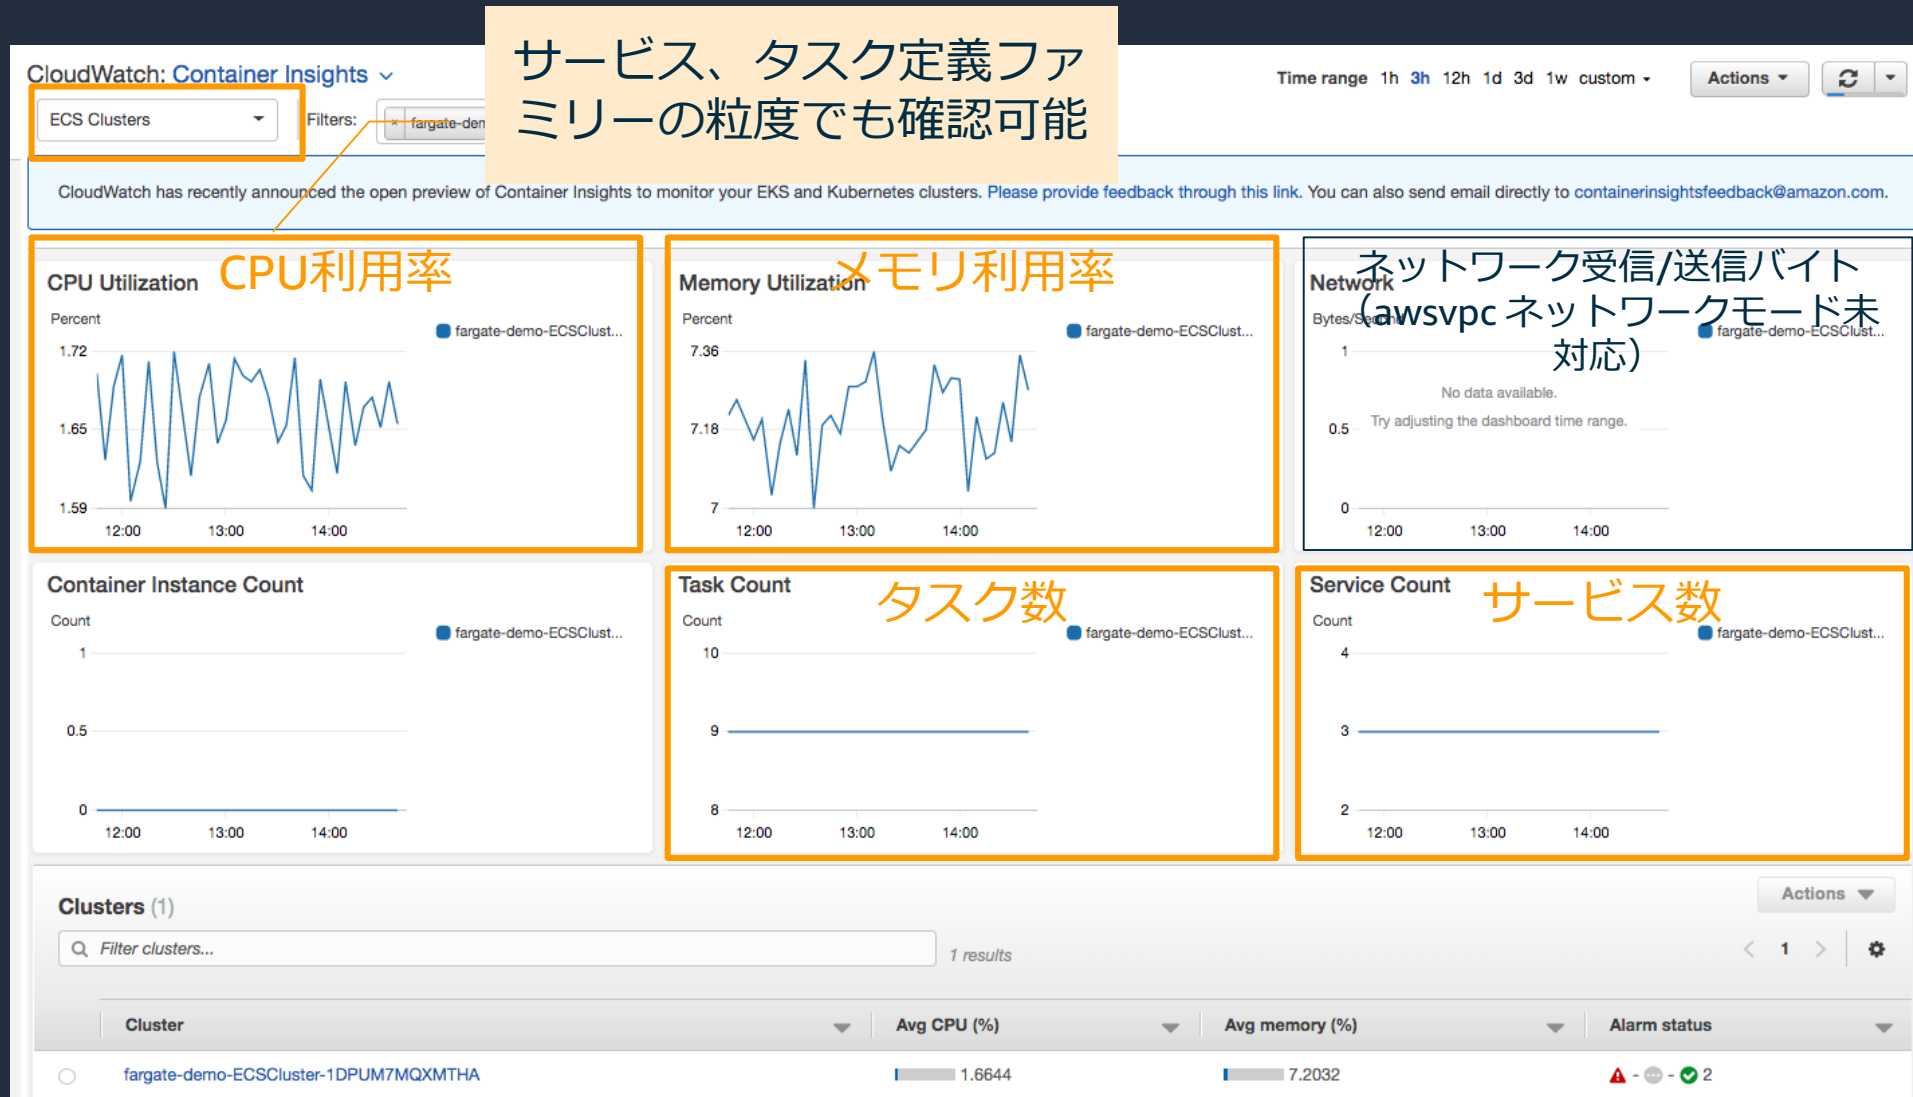 サービス、タスク定義ファ
ミリーの粒度でも確認可能
CloudWatch: Container Insights
Time range 1h 3h 12h 1d 3d 1w custom
Actions
ECS Clusters
Filters:
× fargate-den
CloudWatch has recently announced the open preview of Container Insights to monitor your EKS and Kubernetes clusters. Please provide feedback through this link. You can also send email directly to containerinsightsfeedback@amazon.com.
CPU Utilization
CPU利用率
Percent
fargate-demo-ECSClust...
1.72
1.65
1.59
12:00 13:00 14:00
Memory Utilization
メモリ利用率
Percent
fargate-demo-ECSClust...
7.36
7.18
7
12:00 13:00 14:00
Network
ネットワーク受信/送信バイト
（awsvpc ネットワークモード未
対応）
Bytes/Second
fargate-demo-ECSClust...
1
No data available.
Try adjusting the dashboard time range.
0.5
0
12:00 13:00 14:00
Container Instance Count
Count
fargate-demo-ECSClust...
1
0.5
0
12:00 13:00 14:00
Task Count
タスク数
Count
fargate-demo-ECSClust...
10
9
8
12:00 13:00 14:00
Service Count
サービス数
Count
fargate-demo-ECSClust...
4
3
2
12:00 13:00 14:00
Clusters (1)
Actions
Filter clusters...
1 results
< 1 >
Cluster Avg CPU (%) Avg memory (%) Alarm status
fargate-demo-ECSCluster-1DPUM7MQXMTHA 1.6644 7.2032 - - 2